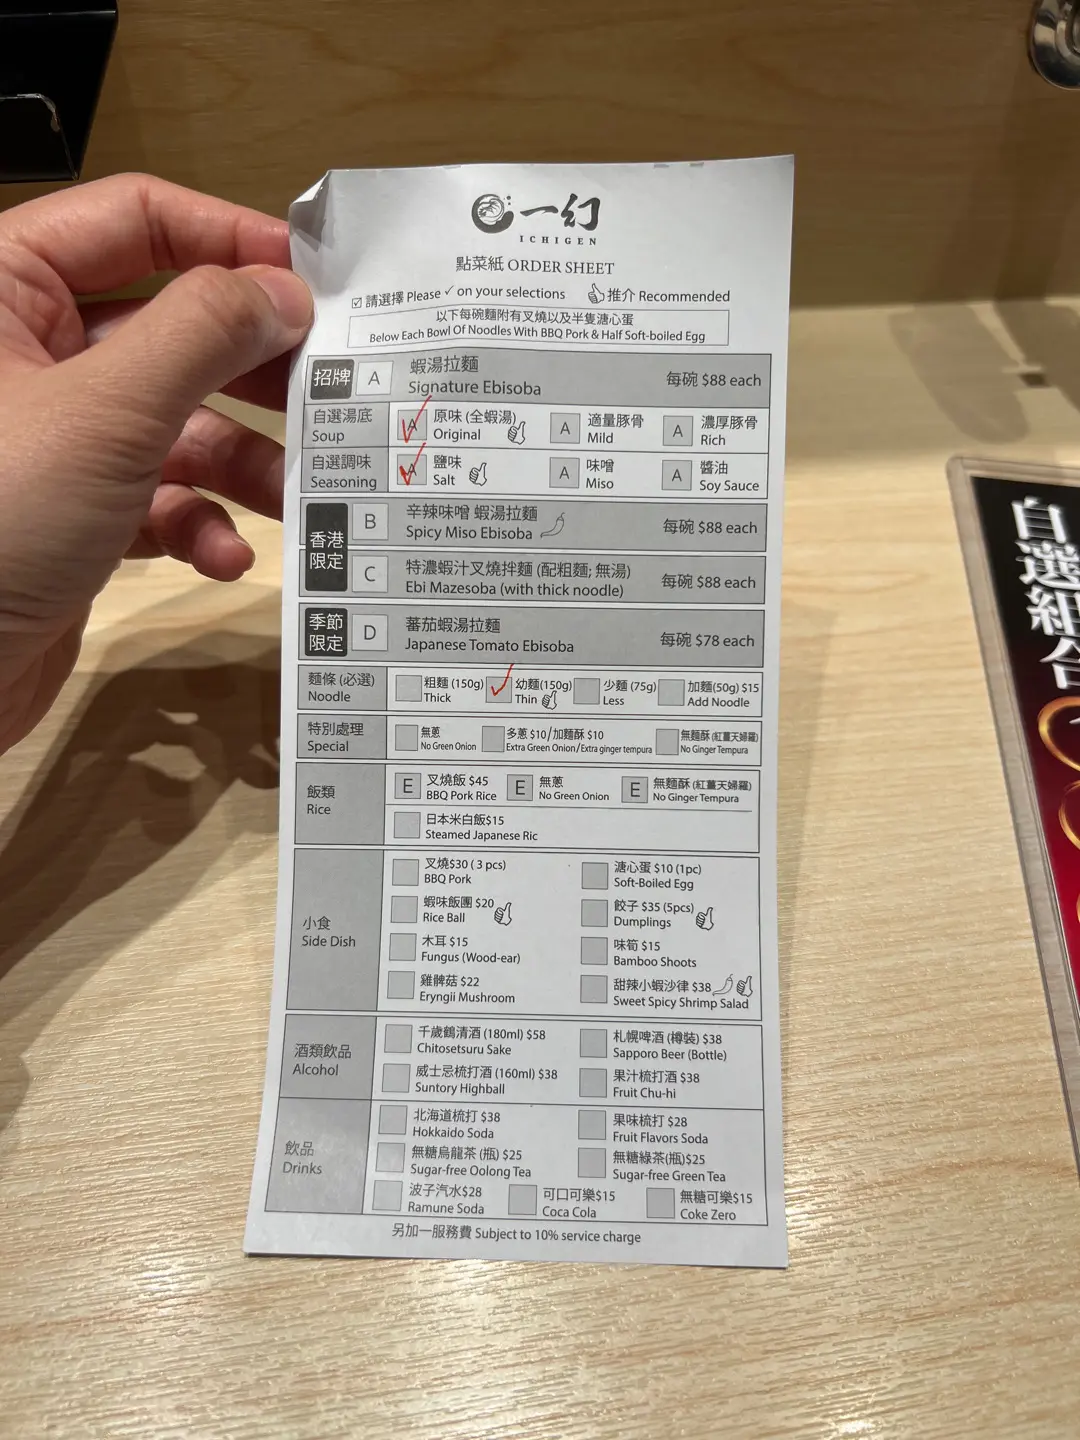 一幻
ICHIGEN
點菜紙 ORDER SHEET
☑ 請選擇 Please ✓ on your selections 推介 Recommended
以下每碗麵附有叉燒以及半隻溏心蛋
Below Each Bowl Of Noodles With BBQ Pork & Half Soft-boiled Egg
招牌 A 蝦湯拉麵 每碗 $88 each
Signature Ebisoba
自選湯底 A 原味 (全蝦湯) A 適量豚骨 A 濃厚豚骨
Soup Original Mild Rich
自選調味 A 鹽味 A 味噌 A 醬油
Seasoning Salt Miso Soy Sauce
香港限定
B 辛辣味噌 蝦湯拉麵 每碗 $88 each
Spicy Miso Ebisoba
C 特濃蝦汁叉燒拌麵 (配粗麵; 無湯) 每碗 $88 each
Ebi Mazesoba (with thick noodle)
季節限定
D 蕃茄蝦湯拉麵 每碗 $78 each
Japanese Tomato Ebisoba
麵條 (必選) 粗麵 (150g) 幼麵(150g) 少麵 (75g) 加麵(50g) $15
Noodle Thick Thin Less Add Noodle
特別處理 無蔥 多蔥 $10/加麵酥 $10 無麵酥 (紅薑天婦羅)
Special No Green Onion Extra Green Onion/Extra ginger tempura No Ginger Tempura
飯類 E 叉燒飯 $45 E 無蔥 E 無麵酥 (紅薑天婦羅)
Rice BBQ Pork Rice No Green Onion No Ginger Tempura
日本米白飯$15
Steamed Japanese Ric
小食
Side Dish
叉燒$30 ( 3 pcs) 溏心蛋 $10 (1pc)
BBQ Pork Soft-Boiled Egg
蝦味飯團 $20 餃子 $35 (5pcs)
Rice Ball Dumplings
木耳 $15 味筍 $15
Fungus (Wood-ear) Bamboo Shoots
雞髀菇 $22 甜辣小蝦沙律 $38
Eryngii Mushroom Sweet Spicy Shrimp Salad
酒類飲品
Alcohol
千歲鶴清酒 (180ml) $58 札幌啤酒 (樽裝) $38
Chitosetsuru Sake Sapporo Beer (Bottle)
威士忌梳打酒 (160ml) $38 果汁梳打酒 $38
Suntory Highball Fruit Chu-hi
飲品
Drinks
北海道梳打 $38 果味梳打 $28
Hokkaido Soda Fruit Flavors Soda
無糖烏龍茶 (瓶) $25 無糖綠茶(瓶)$25
Sugar-free Oolong Tea Sugar-free Green Tea
波子汽水$28 可口可樂$15 無糖可樂$15
Ramune Soda Coca Cola Coke Zero
另加一服務費 Subject to 10% service charge
自選組合